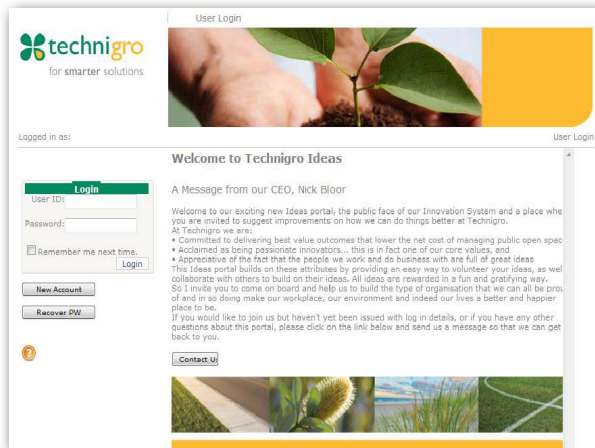 User Login
technigro
for smarter solutions
Logged in as:
User Login
Welcome to Technigro Ideas
Login
User ID:
Password:
Remember me next time.
Login
New Account
Recover PW
A Message from our CEO, Nick Bloor
Welcome to our exciting new Ideas portal, the public face of our Innovation System and a place whe
you are invited to suggest improvements on how we can do things better at Technigro.
At Technigro we are:
• Committed to delivering best value outcomes that lower the net cost of managing public open spac
• Acclaimed as being passionate innovators... this is in fact one of our core values, and
• Appreciative of the fact that the people we work and do business with are full of great ideas
This Ideas portal builds on these attributes by providing an easy way to volunteer your ideas, as wel
collaborate with others to build on their ideas. All ideas are rewarded in a fun and gratifying way.
So I invite you to come on board and help us to build the type of organisation that we can all be prou
of and in so doing make our workplace, our environment and indeed our lives a better and happier
place to be.
If you would like to join us but haven't yet been issued with log in details, or if you have any other
questions about this portal, please click on the link below and send us a message so that we can get
back to you.
Contact Us